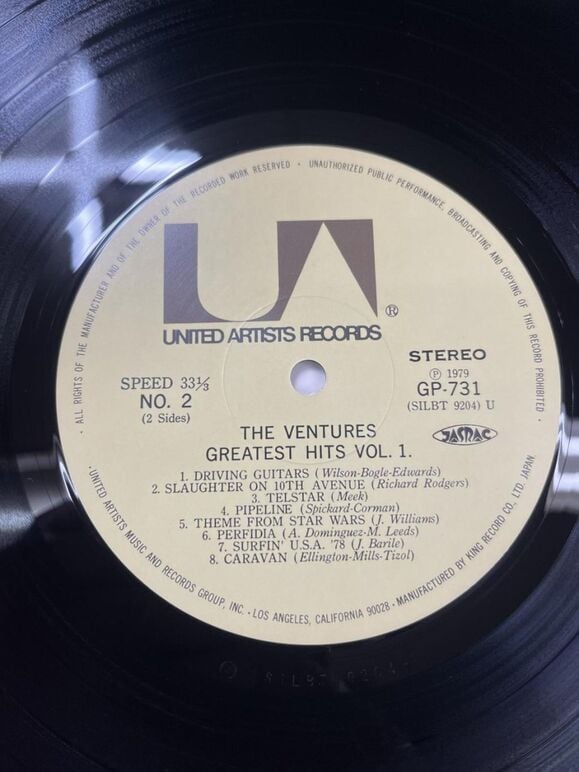 ALL RIGHTS OF THE MANUFACTURER AND OF THE OWNER OF THE RECORDED WORK RESERVED • UNAUTHORIZED PUBLIC PERFORMANCE, BROADCASTING AND COPYING OF THIS RECORD PROHIBITED •
UA ®
UNITED ARTISTS RECORDS
SPEED 33⅓
NO. 2
(2 Sides)
STEREO
Ⓟ 1979
GP-731
(SILBT 9204) U
JASRAC
THE VENTURES
GREATEST HITS VOL. 1.
1. DRIVING GUITARS (Wilson-Bogle-Edwards)
2. SLAUGHTER ON 10TH AVENUE (Richard Rodgers)
3. TELSTAR (Meek)
4. PIPELINE (Spickard-Corman)
5. THEME FROM STAR WARS (J. Williams)
6. PERFIDIA (A. Dominguez-M. Leeds)
7. SURFIN' U.S.A. '78 (J. Barile)
8. CARAVAN (Ellington-Mills-Tizol)
• UNITED ARTISTS MUSIC AND RECORDS GROUP, INC. • LOS ANGELES, CALIFORNIA 90028 • MANUFACTURED BY KING RECORD CO. LTD. JAPAN.